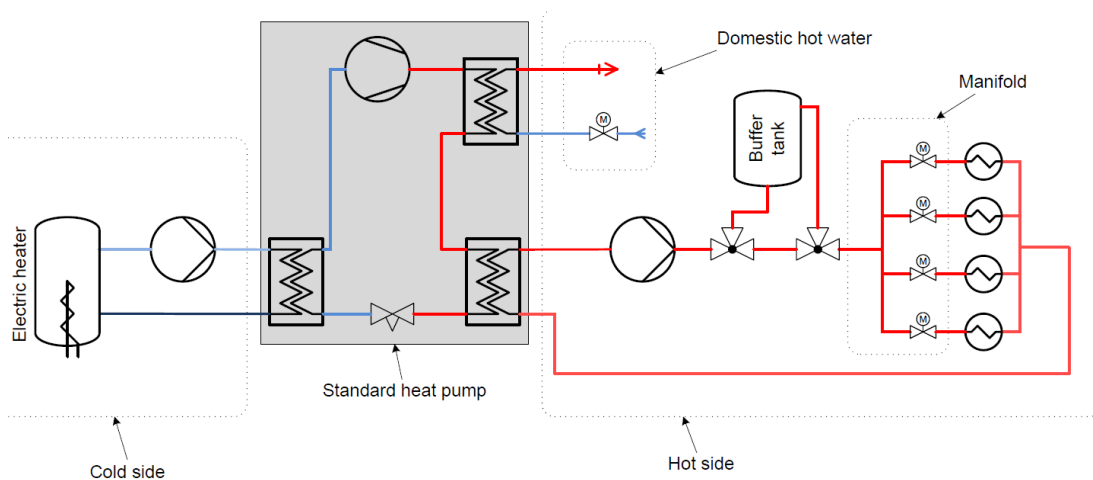 Domestic hot water
Manifold
M
Buffer
tank
M
M
M
M
Electric heater
Standard heat pump
Cold side
Hot side